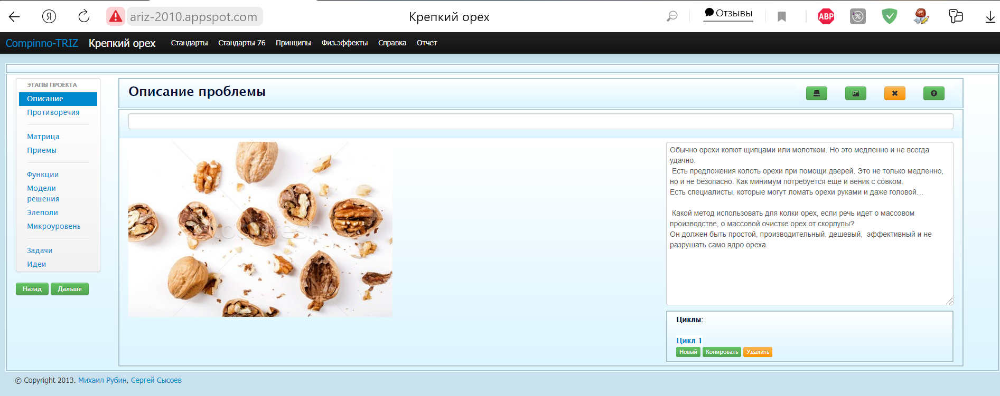 ariz-2010.appspot.com
Крепкий орех
Отзывы
ABP
Compinno-TRIZ Крепкий орех Стандарты Стандарты 76 Принципы Физ.эффекты Справка Отчет
ЭТАПЫ ПРОЕКТА
Описание
Противоречия
Матрица
Приемы
Функции
Модели
решения
Элеполи
Микроуровень
Задачи
Идеи
Назад Дальше
Описание проблемы
Обычно орехи колют щипцами или молотком. Но это медленно и не всегда
удачно.
Есть предложения колоть орехи при помощи дверей. Это не только медленно,
но и не безопасно. Как минимум потребуется еще и веник с совком.
Есть специалисты, которые могут ломать орехи руками и даже головой…
Какой метод использовать для колки орех, если речь идет о массовом
производстве, о массовой очистке орех от скорлупы?
Он должен быть простой, производительный, дешевый, эффективный и не
разрушать само ядро ореха.
Циклы:
Цикл 1
Новый Копировать Удалить
© Copyright 2013. Михаил Рубин, Сергей Сысоев